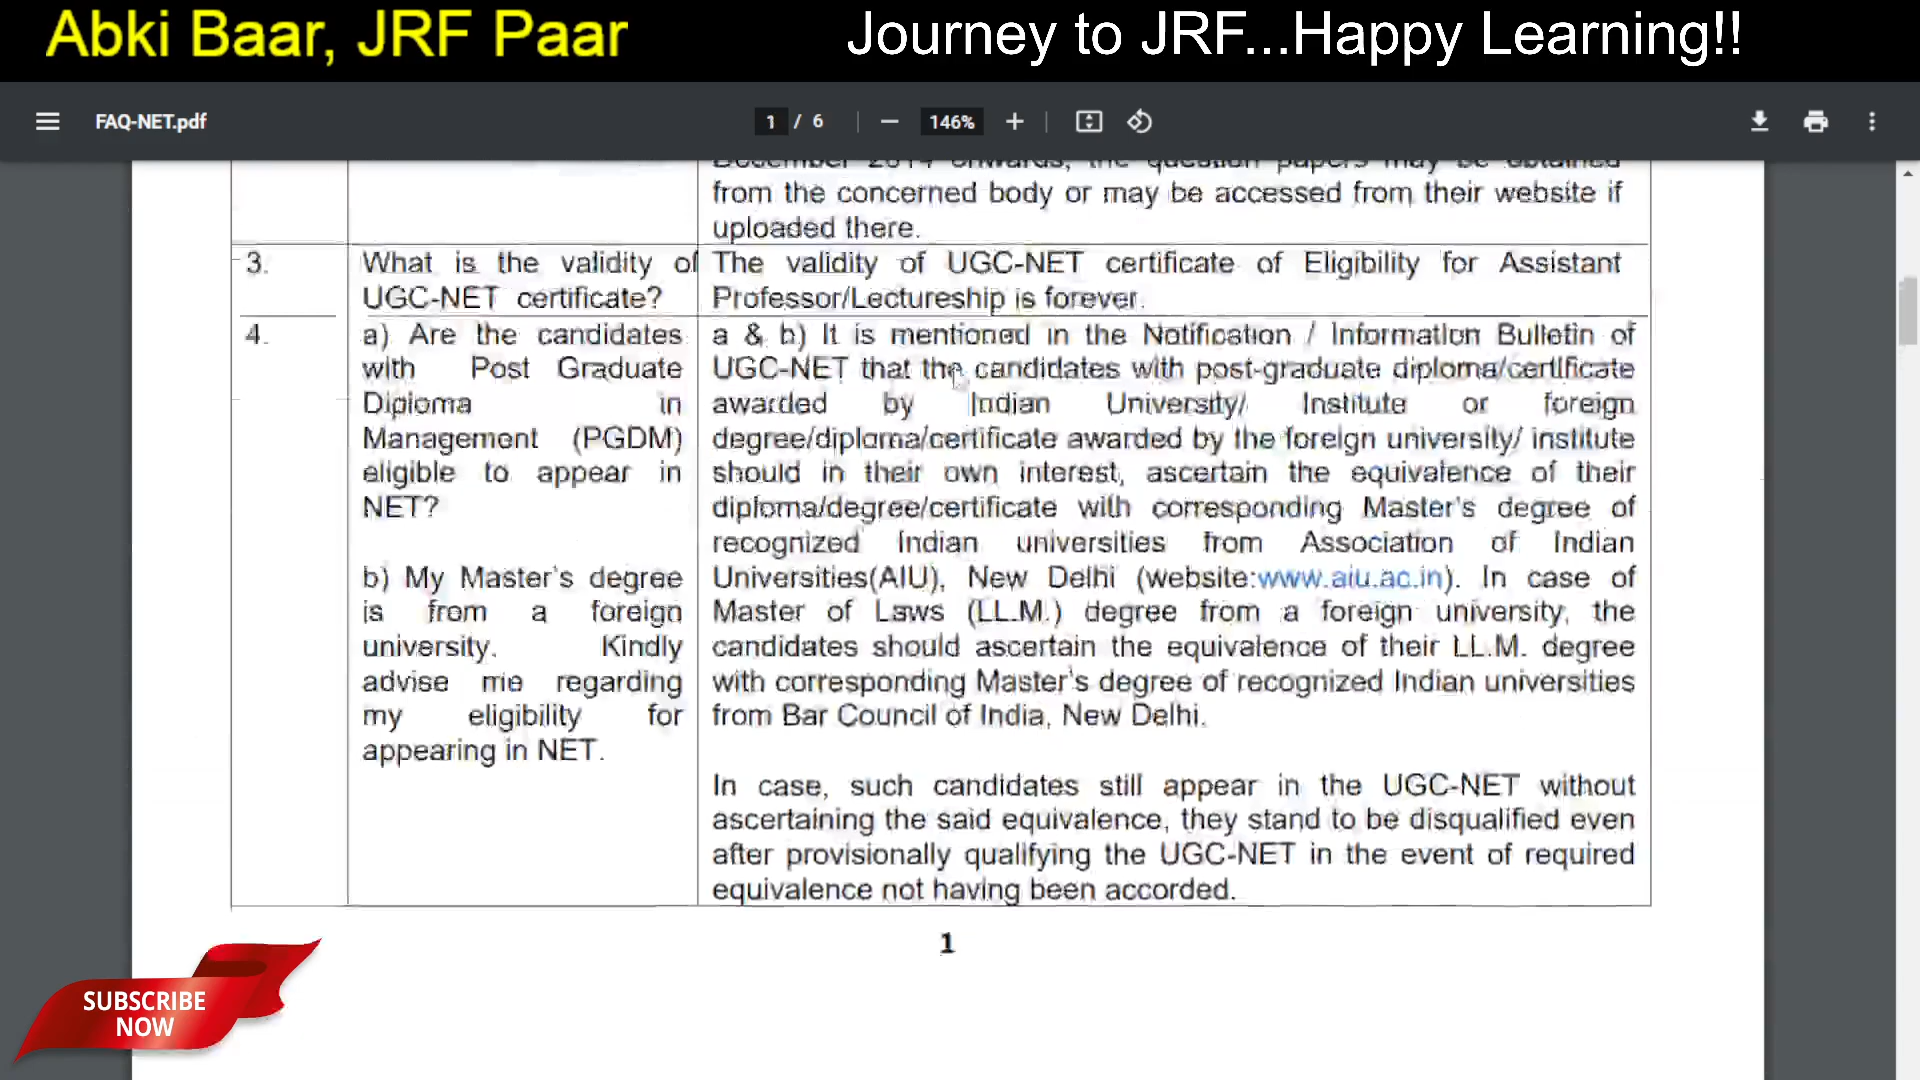 Abki Baar, JRF Paar
Journey to JRF...Happy Learning!!
FAQ-NET.pdf
1 / 6
146%
December 2014 onwards, the question papers may be obtained
from the concerned body or may be accessed from their website if
uploaded there.
3.
What is the validity of
UGC-NET certificate?
The validity of UGC-NET certificate of Eligibility for Assistant
Professor/Lectureship is forever.
4.
a) Are the candidates
with Post Graduate
Diploma in
Management (PGDM)
eligible to appear in
NET?
b) My Master's degree
is from a foreign
university. Kindly
advise me regarding
my eligibility for
appearing in NET.
a & b) It is mentioned in the Notification / Information Bulletin of
UGC-NET that the candidates with post-graduate diploma/certificate
awarded by Indian University/ Institute or foreign
degree/diploma/certificate awarded by the foreign university/ institute
should in their own interest, ascertain the equivalence of their
diploma/degree/certificate with corresponding Master's degree of
recognized Indian universities from Association of Indian
Universities(AIU), New Delhi (website:www.aiu.ac.in). In case of
Master of Laws (LL.M.) degree from a foreign university, the
candidates should ascertain the equivalence of their LL.M. degree
with corresponding Master's degree of recognized Indian universities
from Bar Council of India, New Delhi.
In case, such candidates still appear in the UGC-NET without
ascertaining the said equivalence, they stand to be disqualified even
after provisionally qualifying the UGC-NET in the event of required
equivalence not having been accorded.
1
SUBSCRIBE
NOW